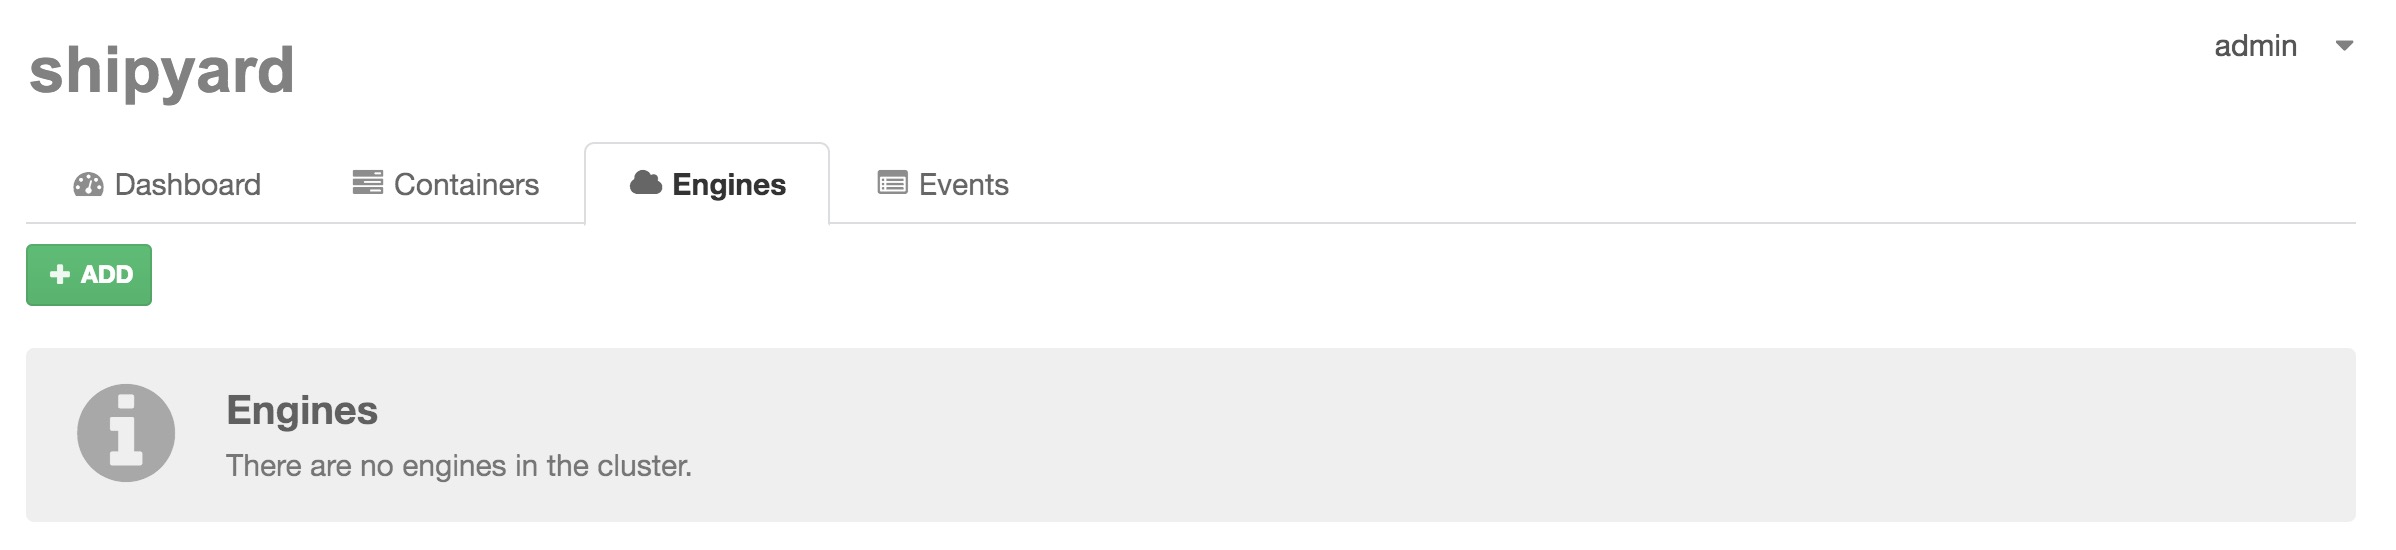 shipyard
admin
Dashboard Containers Engines Events
ADD
Engines
There are no engines in the cluster.